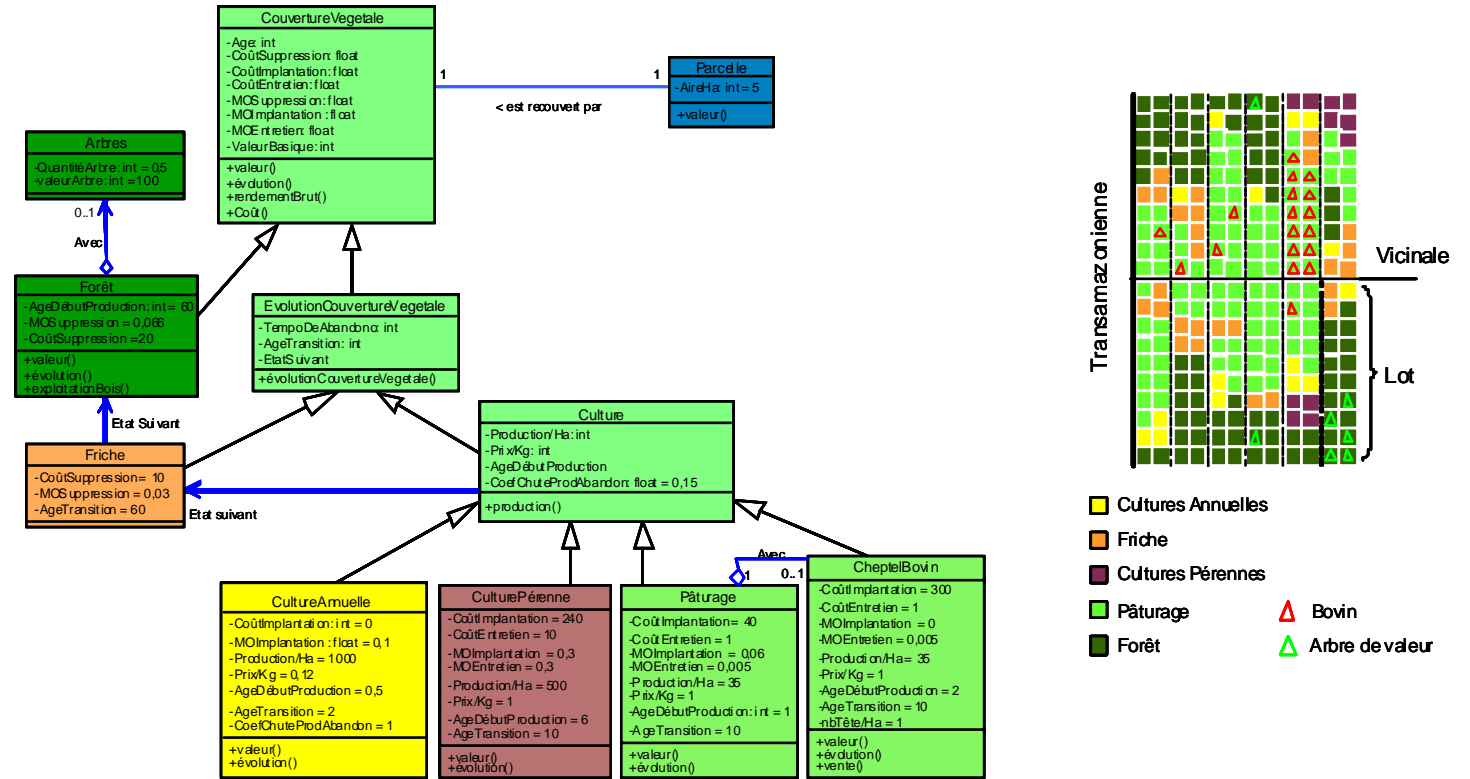 CouvertureVegetale
-Age: int
-CoûtSuppression: float
-CoûtImplantation: float
-CoûtEntretien: float
-MOSuppression: float
-MOImplantation: float
-MOEntretien: float
-ValeurBasique: int
+valeur()
+évolution()
+rendementBrut()
+Coût()
1
1
< est recouvert par
Parcelle
-AireHa: int = 5
+valeur()
Arbres
-QuantitéArbre: int = 0,5
-valeurArbre: int = 100
0..1
Avec
Forêt
-AgeDébutProduction: int = 60
-MOSuppression = 0,066
-CoûtSuppression = 20
+valeur()
+évolution()
+exploitationBois()
Etat Suivant
EvolutionCouvertureVegetale
-TempoDeAbandono: int
-AgeTransition: int
-EtatSuivant
+évolutionCouvertureVegetale()
Friche
-CoûtSuppression = 10
-MOSuppression = 0,03
-AgeTransition = 60
Etat suivant
Culture
-Production/Ha: int
-Prix/Kg: int
-AgeDébutProduction
-CoefChuteProdAbandon: float = 0,15
+production()
CultureAnnuelle
-CoûtImplantation: int = 0
-MOImplantation : float = 0,1
-Production/Ha = 1000
-Prix/Kg = 0,12
-AgeDébutProduction = 0,5
-AgeTransition = 2
-CoefChuteProdAbandon = 1
+valeur()
+évolution()
CulturePérenne
-CoûtImplantation = 240
-CoûtEntretien = 10
-MOImplantation = 0,3
-MOEntretien = 0,3
-Production/Ha = 500
-Prix/Kg = 1
-AgeDébutProduction = 6
-AgeTransition = 10
+valeur()
+évolution()
Pâturage
-CoûtImplantation= 40
-CoûtEntretien = 1
-MOImplantation = 0,06
-MOEntretien = 0,005
-Production/Ha = 35
-Prix/Kg = 1
-AgeDébutProduction: int = 1
-AgeTransition = 10
+valeur()
+évolution()
Avec
1
0..1
CheptelBovin
-CoûtImplantation = 300
-CoûtEntretien = 1
-MOImplantation = 0
-MOEntretien = 0,005
-Production/Ha= 35
-Prix/Kg = 1
-AgeDébutProduction = 2
-AgeTransition = 10
-nbTête/Ha = 1
+valeur()
+évolution()
+vente()
Transamazonienne
Vicinale
Lot
Cultures Annuelles
Friche
Cultures Pérennes
Pâturage
Bovin
Forêt
Arbre de valeur